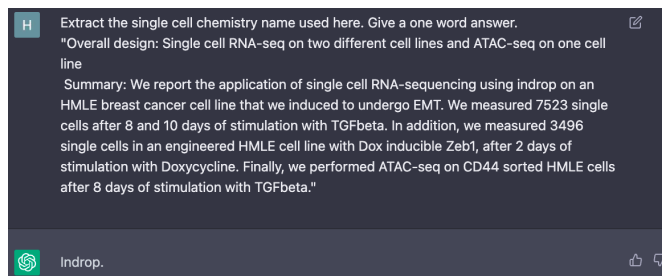 H
Extract the single cell chemistry name used here. Give a one word answer.
"Overall design: Single cell RNA-seq on two different cell lines and ATAC-seq on one cell
line
Summary: We report the application of single cell RNA-sequencing using indrop on an
HMLE breast cancer cell line that we induced to undergo EMT. We measured 7523 single
cells after 8 and 10 days of stimulation with TGFbeta. In addition, we measured 3496
single cells in an engineered HMLE cell line with Dox inducible Zeb1, after 2 days of
stimulation with Doxycycline. Finally, we performed ATAC-seq on CD44 sorted HMLE cells
after 8 days of stimulation with TGFbeta."
Indrop.